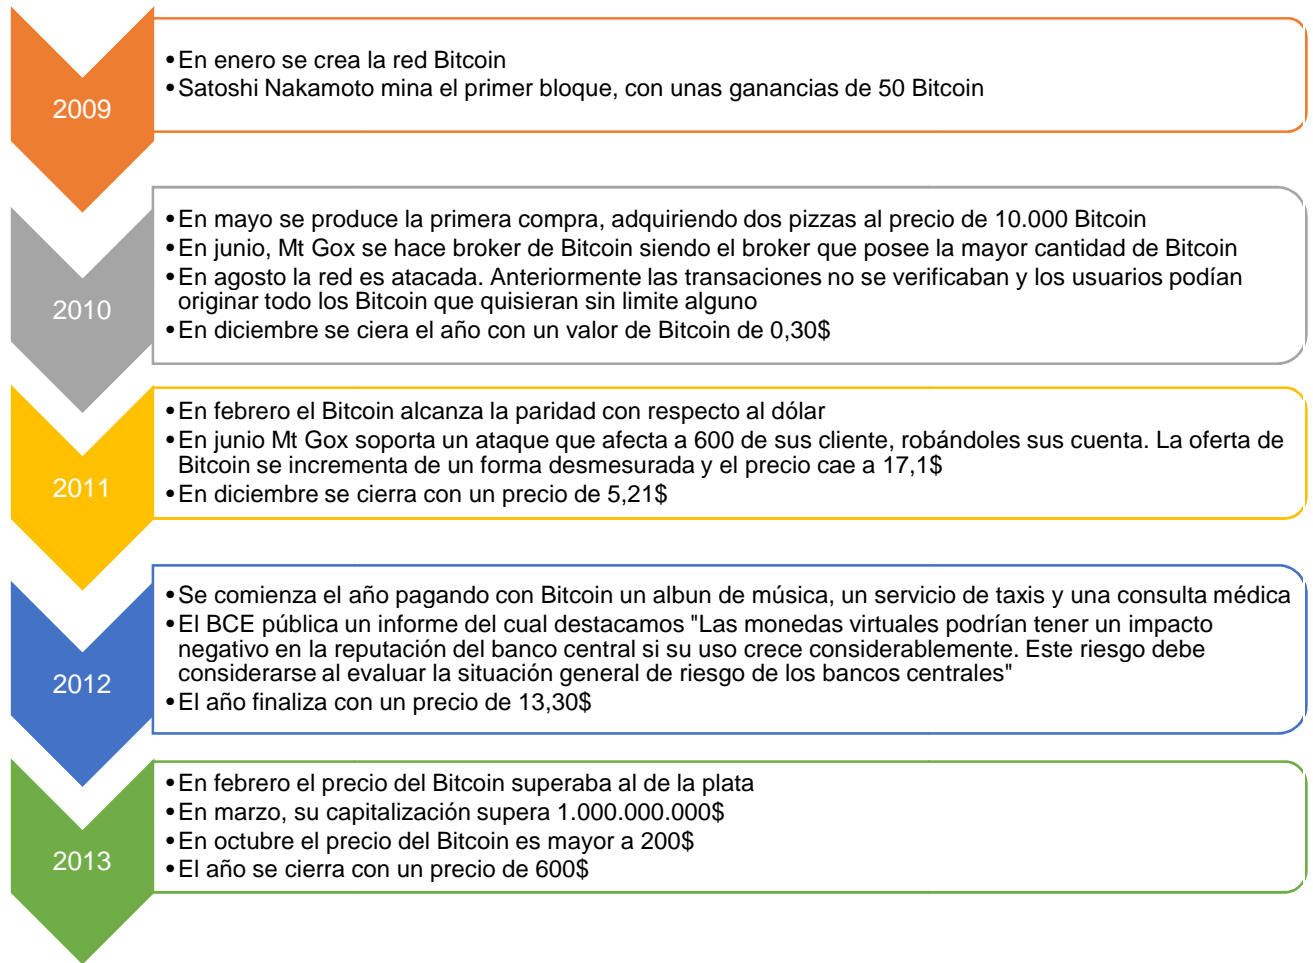 2009
•En enero se crea la red Bitcoin
•Satoshi Nakamoto mina el primer bloque, con unas ganancias de 50 Bitcoin
2010
•En mayo se produce la primera compra, adquiriendo dos pizzas al precio de 10.000 Bitcoin
•En junio, Mt Gox se hace broker de Bitcoin siendo el broker que posee la mayor cantidad de Bitcoin
•En agosto la red es atacada. Anteriormente las transaciones no se verificaban y los usuarios podían
originar todo los Bitcoin que quisieran sin limite alguno
•En diciembre se ciera el año con un valor de Bitcoin de 0,30$
2011
•En febrero el Bitcoin alcanza la paridad con respecto al dólar
•En junio Mt Gox soporta un ataque que afecta a 600 de sus cliente, robándoles sus cuenta. La oferta de
Bitcoin se incrementa de un forma desmesurada y el precio cae a 17,1$
•En diciembre se cierra con un precio de 5,21$
2012
•Se comienza el año pagando con Bitcoin un albun de música, un servicio de taxis y una consulta médica
•El BCE pública un informe del cual destacamos "Las monedas virtuales podrían tener un impacto
negativo en la reputación del banco central si su uso crece considerablemente. Este riesgo debe
considerarse al evaluar la situación general de riesgo de los bancos centrales"
•El año finaliza con un precio de 13,30$
2013
•En febrero el precio del Bitcoin superaba al de la plata
•En marzo, su capitalización supera 1.000.000.000$
•En octubre el precio del Bitcoin es mayor a 200$
•El año se cierra con un precio de 600$